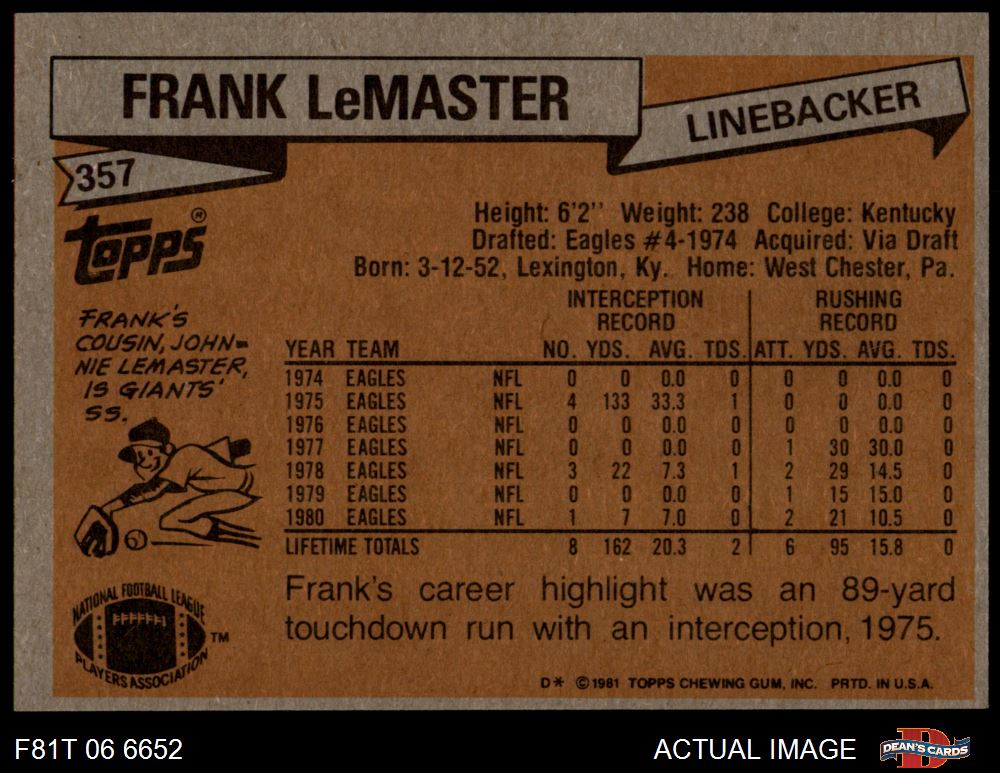 FRANK LeMASTER
LINEBACKER
357
TOPPS®
Height: 6'2'' Weight: 238 College: Kentucky
Drafted: Eagles #4-1974 Acquired: Via Draft
Born: 3-12-52, Lexington, Ky. Home: West Chester, Pa.
FRANK'S
COUSIN, JOHN-
NIE LEMASTER,
IS GIANTS'
SS.
INTERCEPTION RECORD RUSHING RECORD
YEAR TEAM NO. YDS. AVG. TDS. ATT. YDS. AVG. TDS.
1974 EAGLES NFL 0 0 0.0 0 0 0 0.0 0
1975 EAGLES NFL 4 133 33.3 1 0 0 0.0 0
1976 EAGLES NFL 0 0 0.0 0 0 0 0.0 0
1977 EAGLES NFL 0 0 0.0 0 1 30 30.0 0
1978 EAGLES NFL 3 22 7.3 1 2 29 14.5 0
1979 EAGLES NFL 0 0 0.0 0 1 15 15.0 0
1980 EAGLES NFL 1 7 7.0 0 2 21 10.5 0
LIFETIME TOTALS 8 162 20.3 2 6 95 15.8 0
Frank's career highlight was an 89-yard
touchdown run with an interception, 1975.
NATIONAL FOOTBALL LEAGUE
PLAYERS ASSOCIATION
TM
D* ©1981 TOPPS CHEWING GUM, INC. PRTD. IN U.S.A.
F81T 06 6652
ACTUAL IMAGE
D
DEAN'S CARDS